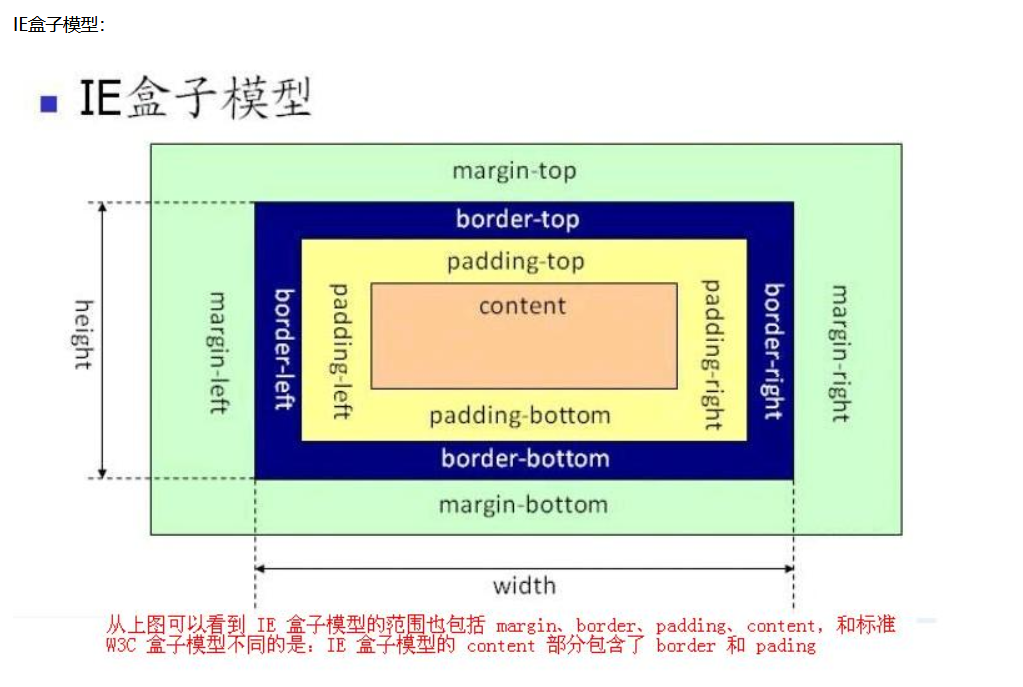 IE盒子模型:
IE盒子模型
margin-top
border-top
padding-top
content
height
margin-left
border-left
padding-left
padding-right
border-right
margin-right
padding-bottom
border-bottom
margin-bottom
width
从上图可以看到 IE 盒子模型的范围也包括 margin、border、padding、content，和标准
W3C 盒子模型不同的是：IE 盒子模型的 content 部分包含了 border 和 pading